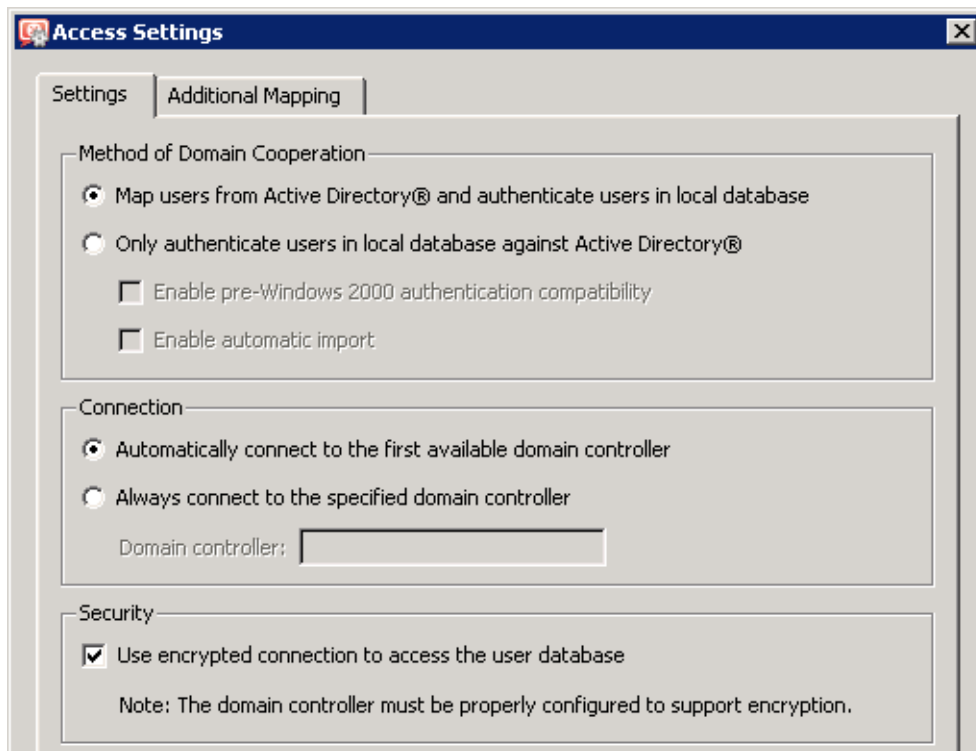 Access Settings
Settings
Additional Mapping
Method of Domain Cooperation
Map users from Active Directory® and authenticate users in local database
Only authenticate users in local database against Active Directory®
Enable pre-Windows 2000 authentication compatibility
Enable automatic import
Connection
Automatically connect to the first available domain controller
Always connect to the specified domain controller
Domain controller:
Security
Use encrypted connection to access the user database
Note: The domain controller must be properly configured to support encryption.